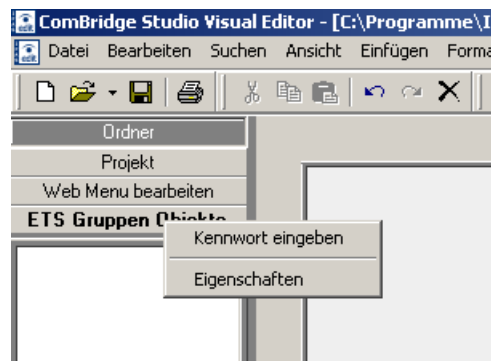 ComBridge Studio Visual Editor - [C:\Programme\I
Datei Bearbeiten Suchen Ansicht Einfügen Forma
Ordner
Projekt
Web Menu bearbeiten
ETS Gruppen Objekte
Kennwort eingeben
Eigenschaften